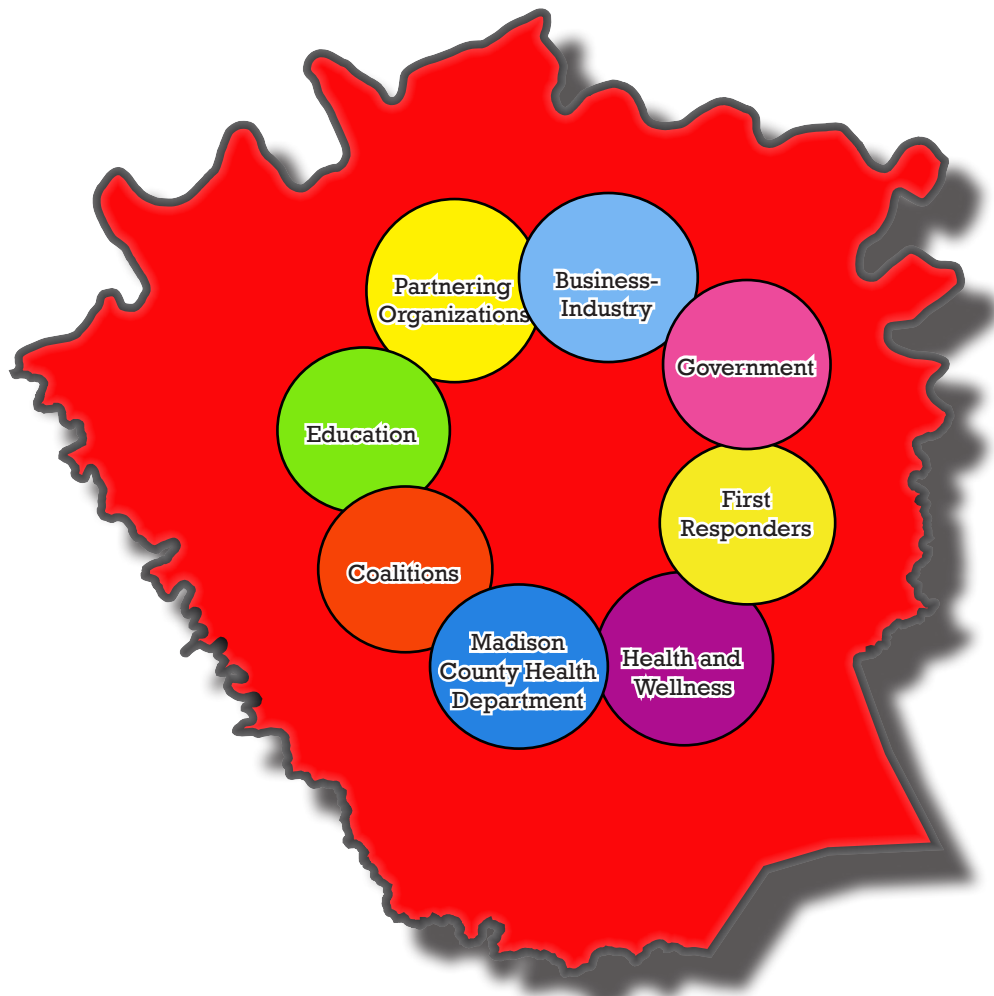 Partnering
Organizations
Business-
Industry
Government
Education
First
Responders
Coalitions
Madison
County Health
Department
Health and
Wellness